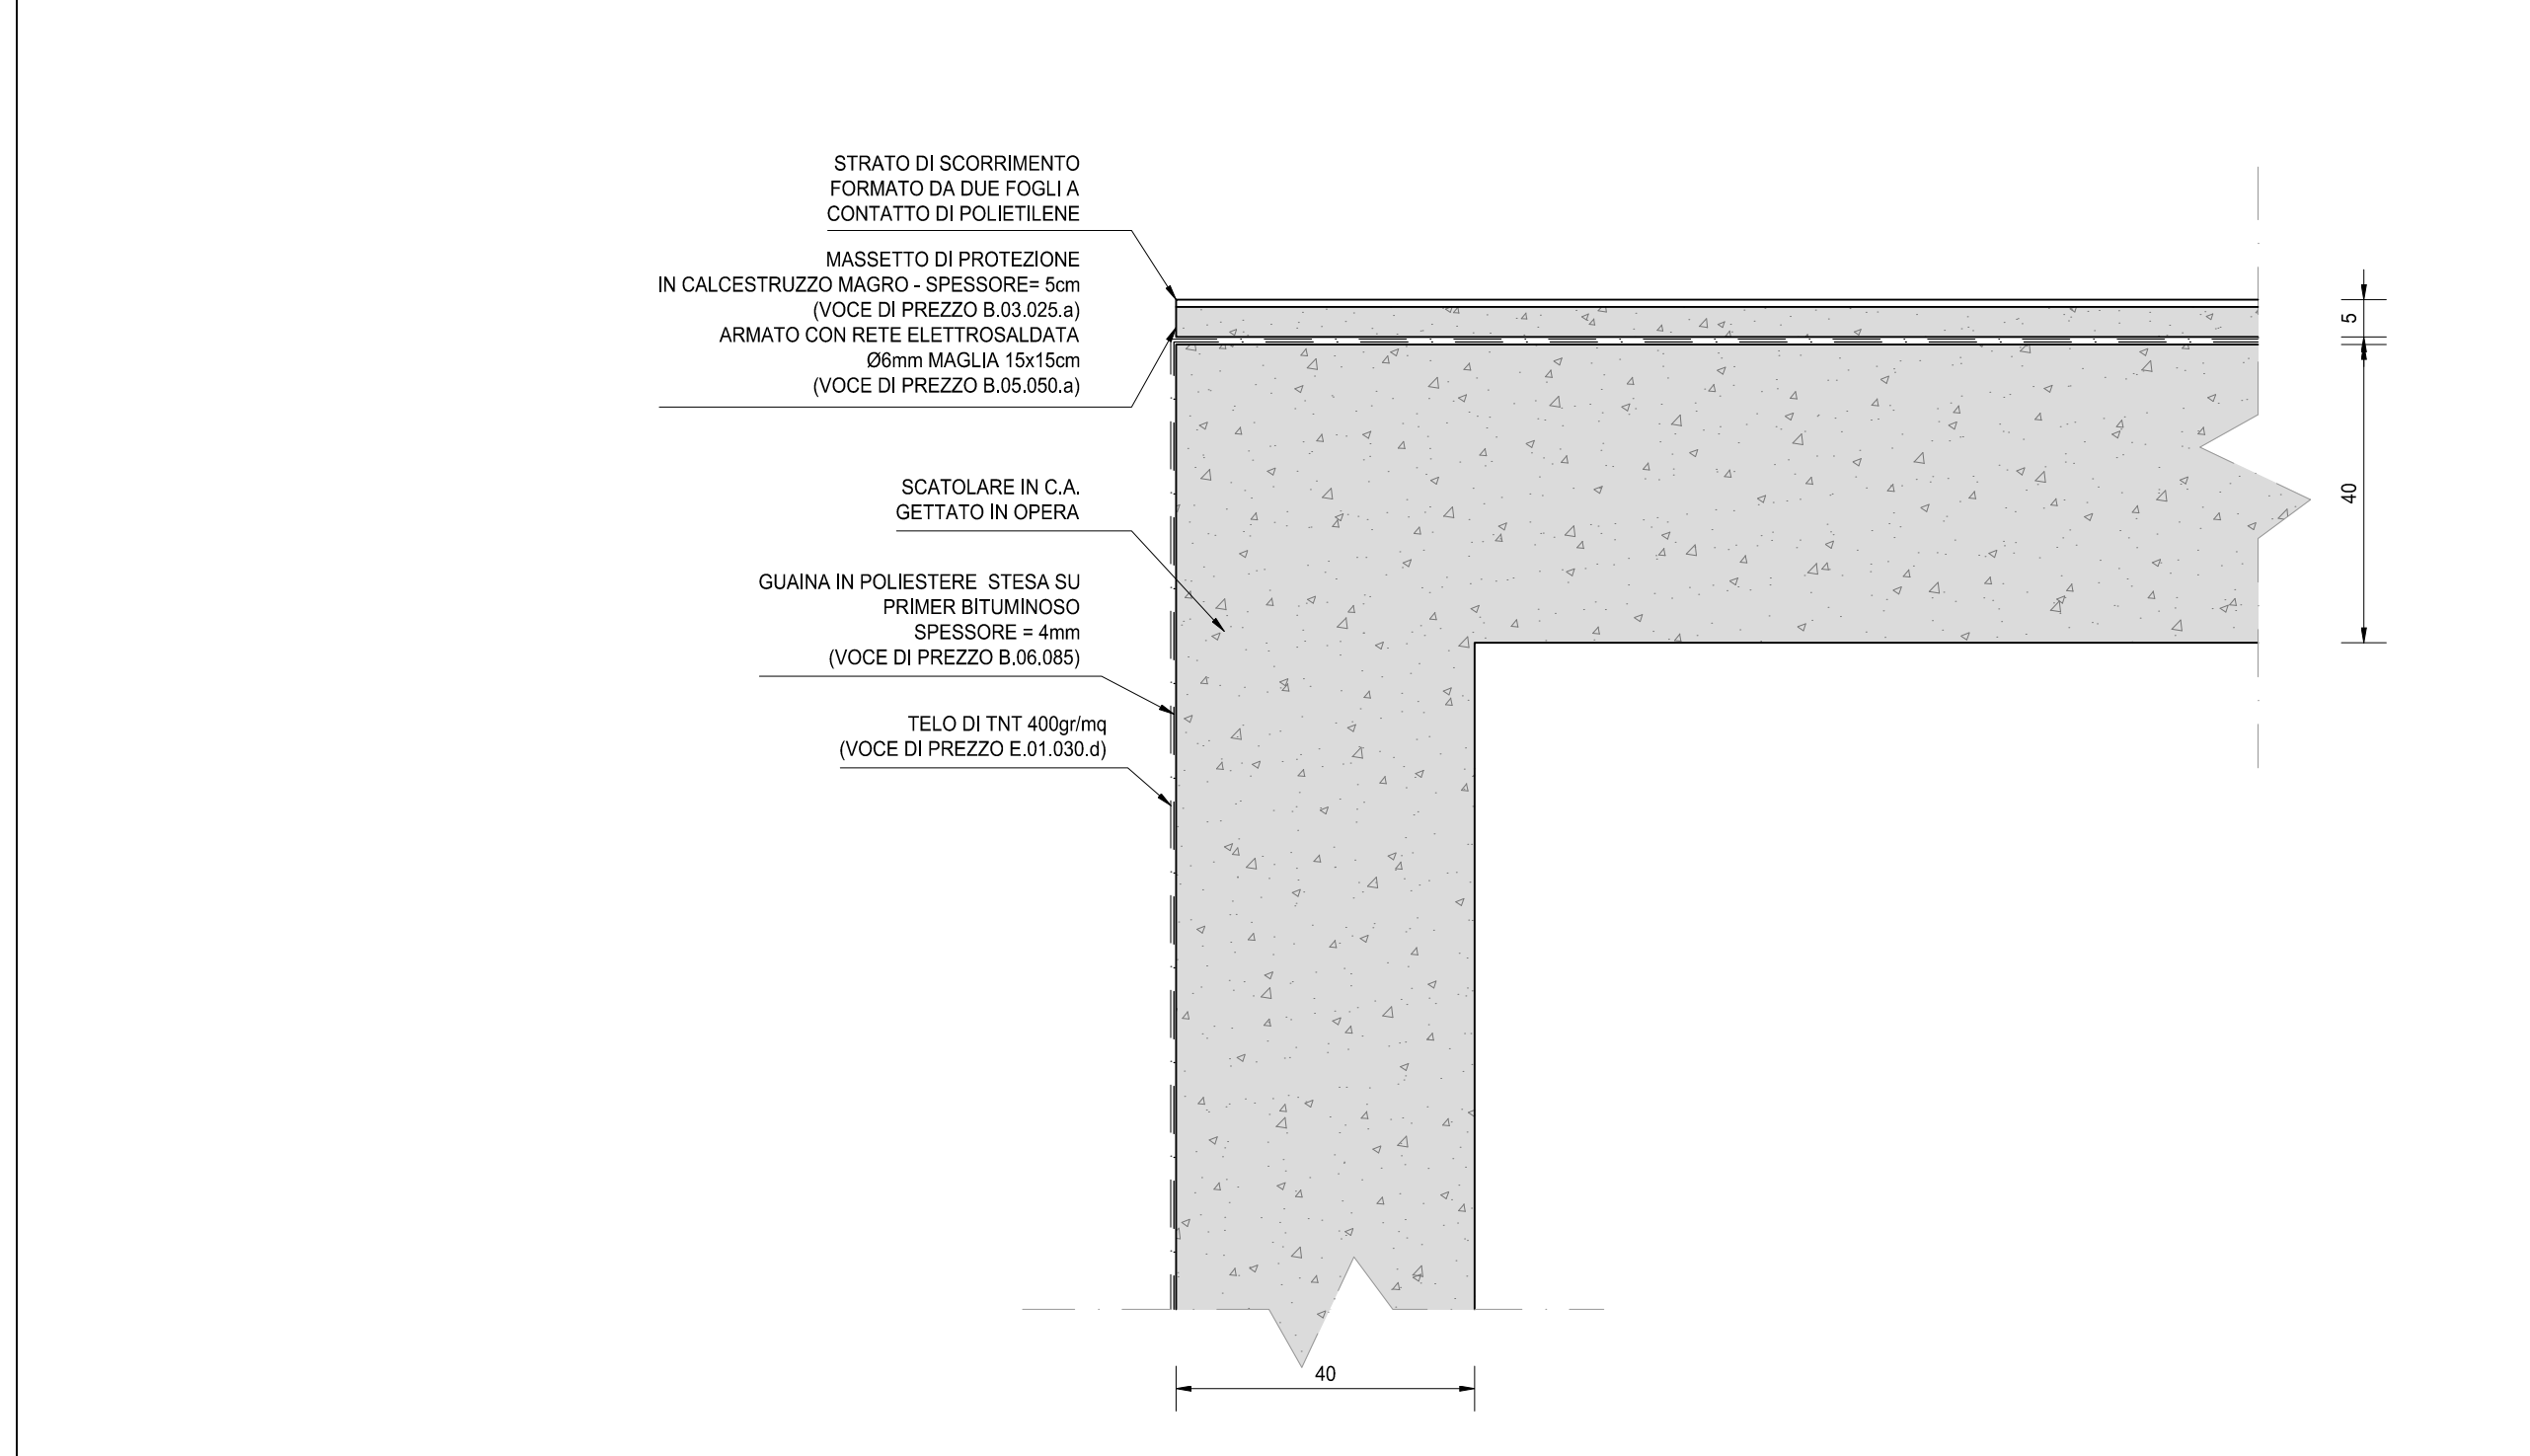 STRATO DI SCORRIMENTO
FORMATO DA DUE FOGLI A
CONTATTO DI POLIETILENE
MASSETTO DI PROTEZIONE
IN CALCESTRUZZO MAGRO - SPESSORE= 5cm
(VOCE DI PREZZO B.03.025.a)
ARMATO CON RETE ELETTROSALDATA
Ø6mm MAGLIA 15x15cm
(VOCE DI PREZZO B.05.050.a)
SCATOLARE IN C.A.
GETTATO IN OPERA
GUAINA IN POLIESTERE  STESA SU
PRIMER BITUMINOSO
SPESSORE = 4mm
(VOCE DI PREZZO B.06.085)
TELO DI TNT 400gr/mq
(VOCE DI PREZZO E.01.030.d)
5
40
40